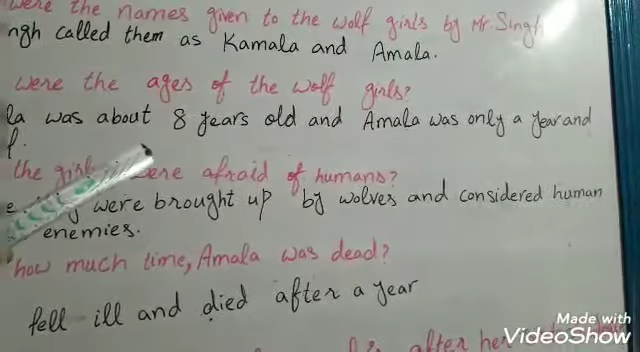 were the names given to the wolf girls by Mr. Singh
ngh called them as Kamala and Amala.
were the ages of the wolf girls?
la was about 8 years old and Amala was only a year and
f.
the girl were afraid of humans?
were brought up by wolves and considered human
enemies.
how much time, Amala was dead?
fell ill and died after a year
after her
Made with
VideoShow